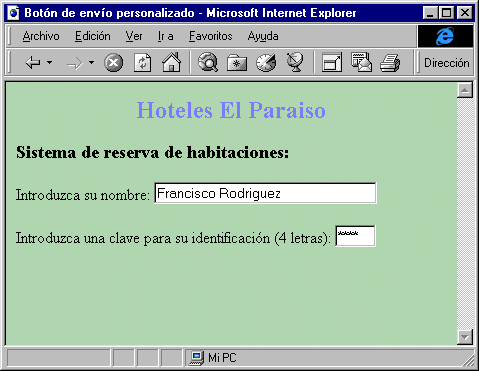 Botón de envío personalizado - Microsoft Internet Explorer
Archivo Edición Ver Ir a Favoritos Ayuda
Dirección
Hoteles El Paraiso
Sistema de reserva de habitaciones:
Introduzca su nombre: Francisco Rodriguez
Introduzca una clave para su identificación (4 letras): ****
Mi PC